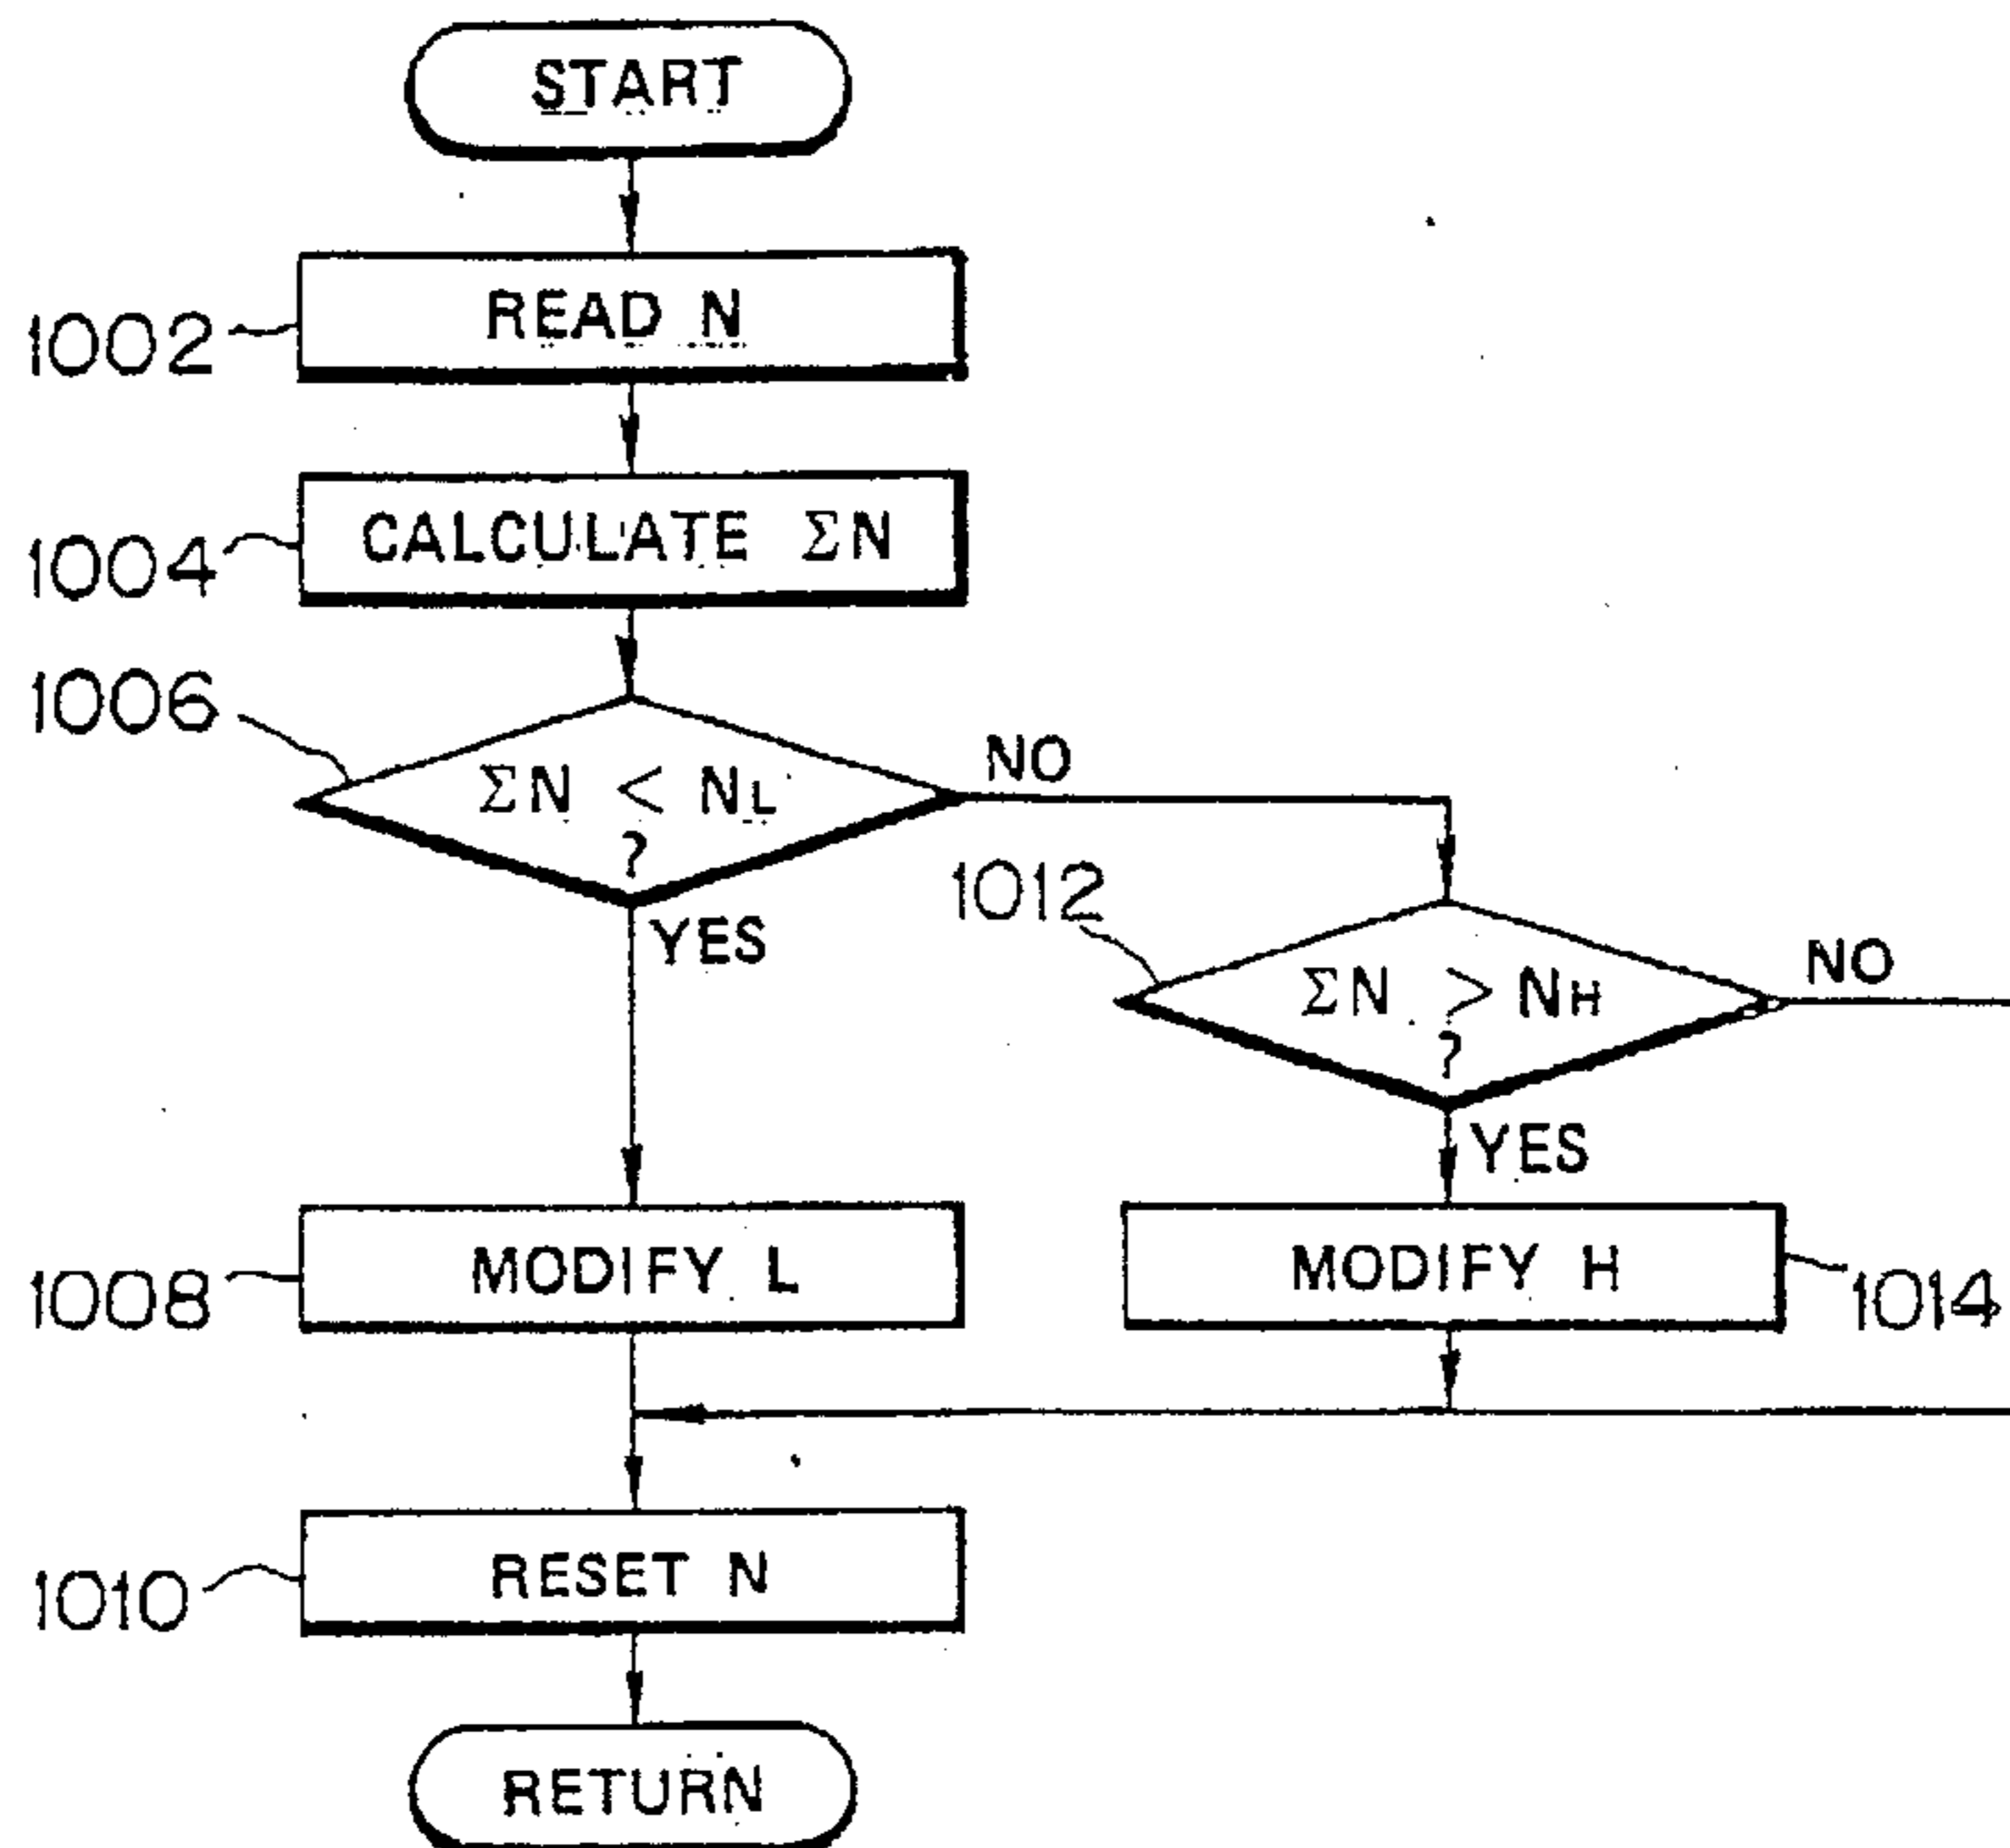 START
1002
READ N
1004
CALCULATE ΣN
1006
ΣN < NL
?
NO
YES
1012
ΣN > NH
?
NO
YES
1008
MODIFY L
MODIFY H
1014
1010
RESET N
RETURN